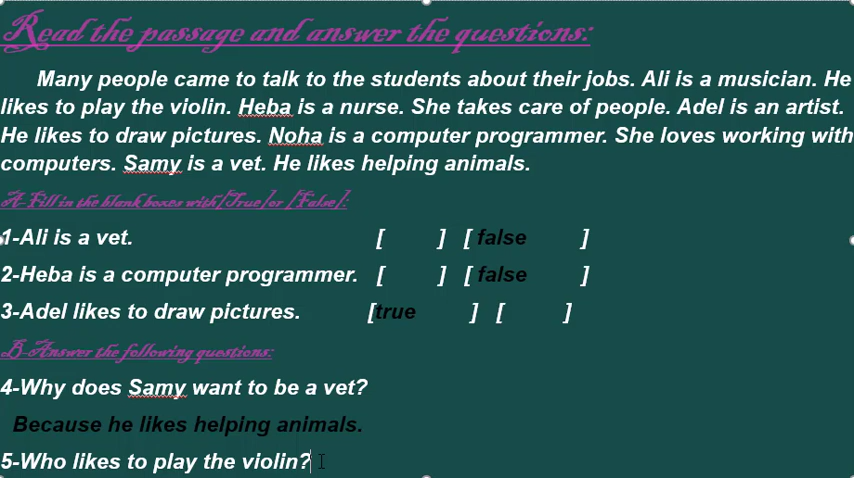 Read the passage and answer the questions:
Many people came to talk to the students about their jobs. Ali is a musician. He
likes to play the violin. Heba is a nurse. She takes care of people. Adel is an artist.
He likes to draw pictures. Noha is a computer programmer. She loves working with
computers. Samy is a vet. He likes helping animals.
A-Fill in the blank boxes with [True] or [False]:
1-Ali is a vet. [ ] [ false ]
2-Heba is a computer programmer. [ ] [ false ]
3-Adel likes to draw pictures. [true ] [ ]
B-Answer the following questions:
4-Why does Samy want to be a vet?
Because he likes helping animals.
5-Who likes to play the violin?